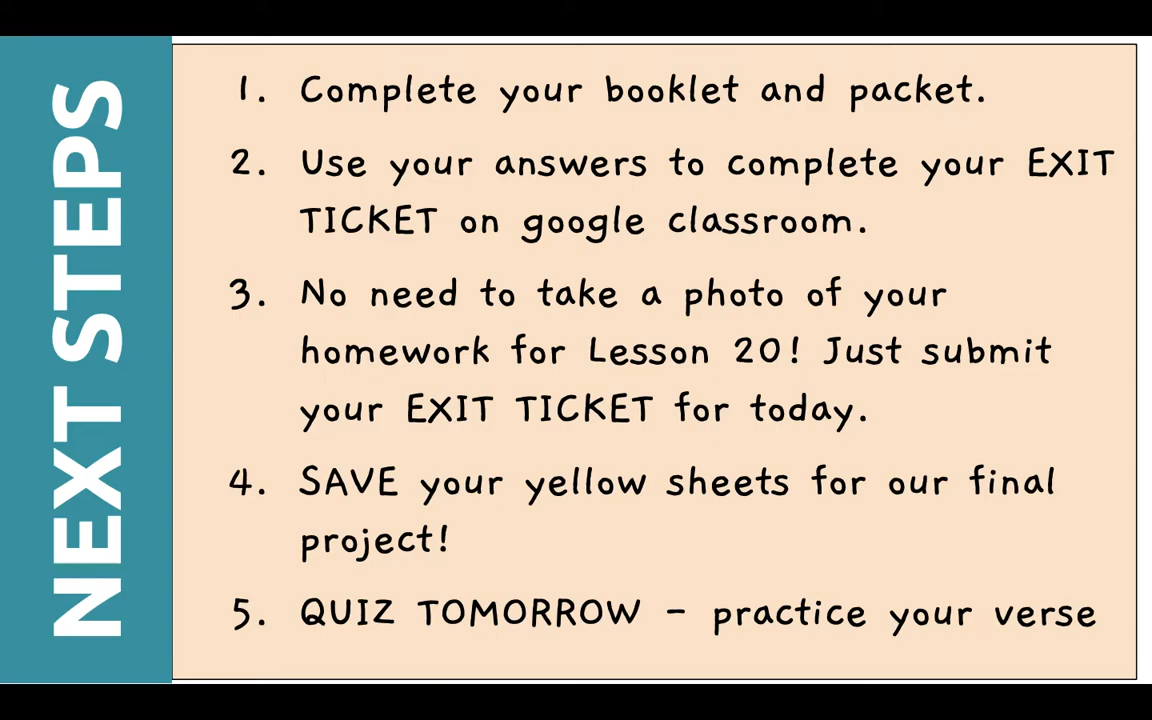 NEXT STEPS
1. Complete your booklet and packet.
2. Use your answers to complete your EXIT
TICKET on google classroom.
3. No need to take a photo of your
homework for Lesson 20! Just submit
your EXIT TICKET for today.
4. SAVE your yellow sheets for our final
project!
5. QUIZ TOMORROW - practice your verse